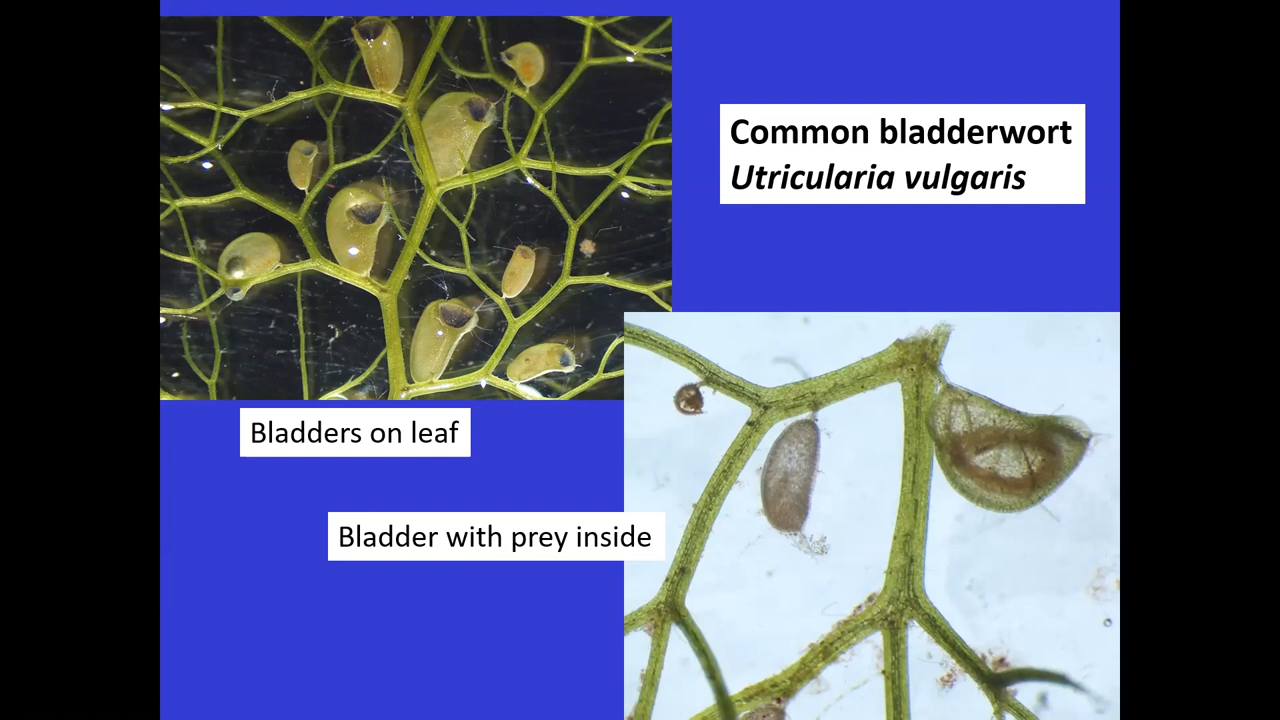 Common bladderwort
Utricularia vulgaris
Bladders on leaf
Bladder with prey inside